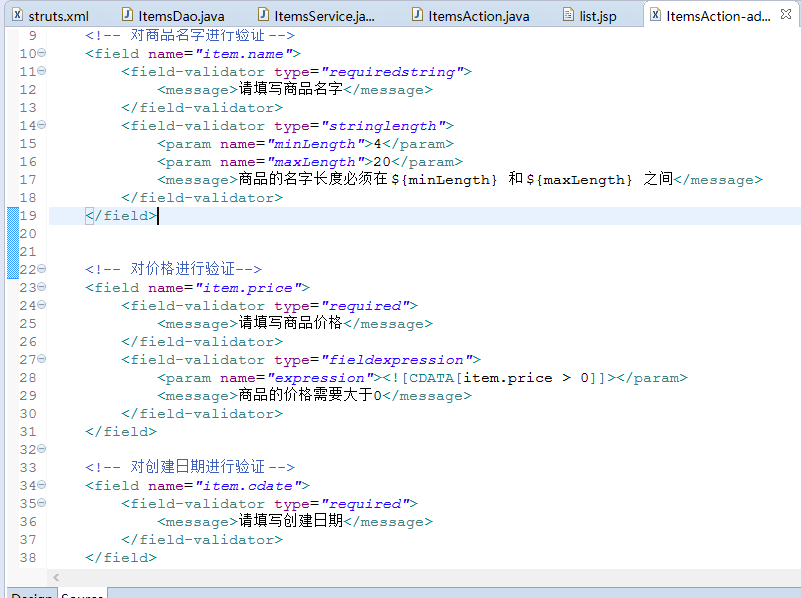 struts.xml ItemsDao.java ItemsService.ja... ItemsAction.java list.jsp ItemsAction-ad...
9 <!-- 对商品名字进行验证 -->
10 <field name="item.name">
11 <field-validator type="requiredstring">
12 <message>请填写商品名字</message>
13 </field-validator>
14 <field-validator type="stringlength">
15 <param name="minLength">4</param>
16 <param name="maxLength">20</param>
17 <message>商品的名字长度必须在 ${minLength} 和 ${maxLength} 之间</message>
18 </field-validator>
19 </field>
20
21
22 <!-- 对价格进行验证-->
23 <field name="item.price">
24 <field-validator type="required">
25 <message>请填写商品价格</message>
26 </field-validator>
27 <field-validator type="fieldexpression">
28 <param name="expression"><![CDATA[item.price > 0]]></param>
29 <message>商品的价格需要大于0</message>
30 </field-validator>
31 </field>
32
33 <!-- 对创建日期进行验证 -->
34 <field name="item.cdate">
35 <field-validator type="required">
36 <message>请填写创建日期</message>
37 </field-validator>
38 </field>
Design Source